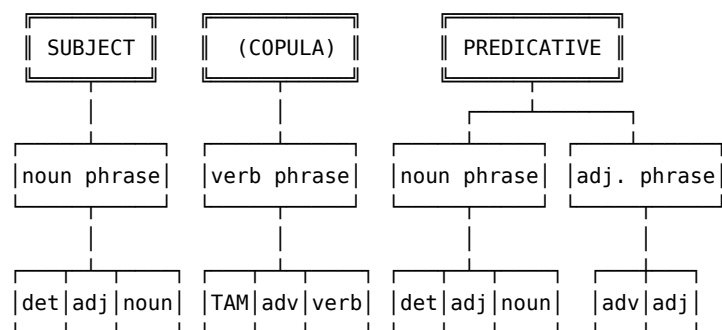 SUBJECT (COPULA) PREDICATIVE
noun phrase verb phrase noun phrase adj. phrase
det adj noun TAM adv verb det adj noun adv adj